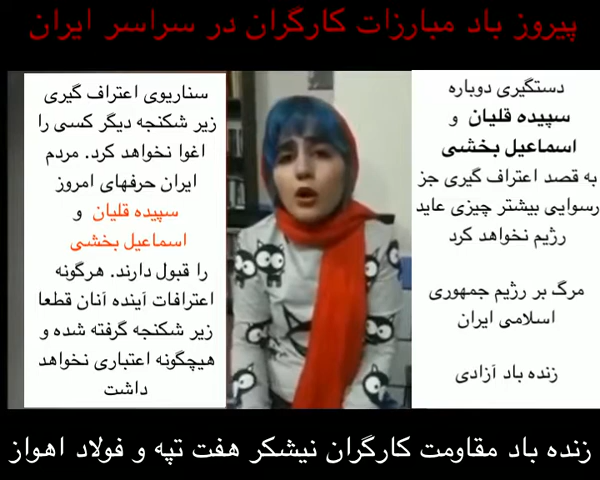 پیروز باد مبارزات کارگران در سراسر ایران
دستگیری دوباره
سپیده قلیان و
اسماعیل بخشی
به قصد اعتراف گیری جز
رسوایی بیشتر چیزی عاید
رژیم نخواهد کرد
مرگ بر رژیم جمهوری
اسلامی ایران
زنده باد آزادی
سناریوی اعتراف گیری
زیر شکنجه دیگر کسی را
اغوا نخواهد کرد. مردم
ایران حرفهای امروز
سپیده قلیان و
اسماعیل بخشی
را قبول دارند. هرگونه
اعترافات آینده آنان قطعا
زیر شکنجه گرفته شده و
هیچگونه اعتباری نخواهد
داشت
زنده باد مقاومت کارگران نیشکر هفت تپه و فولاد اهواز